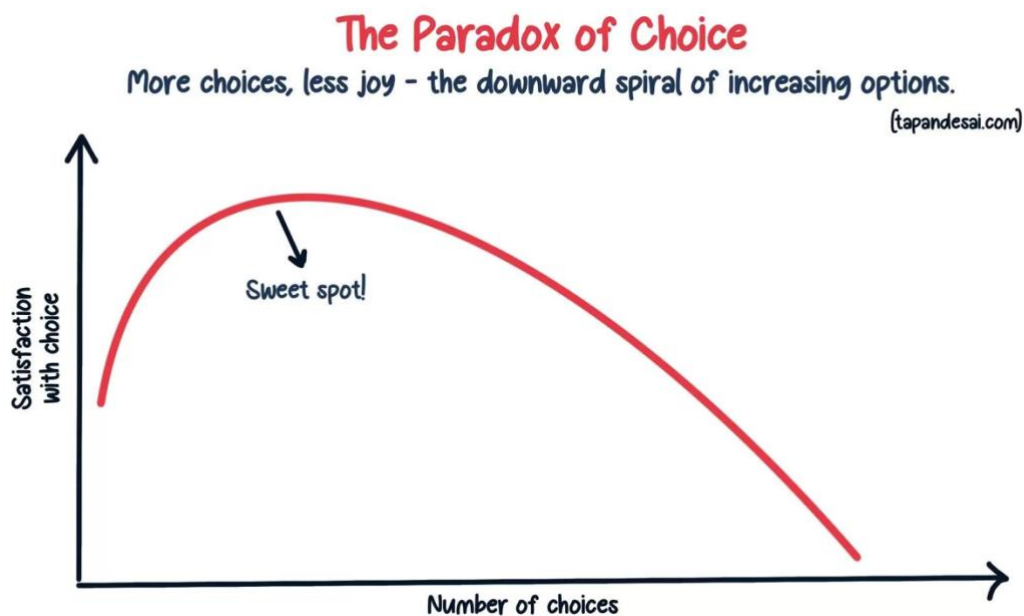 The Paradox of Choice
More choices, less joy - the downward spiral of increasing options.
(tapandesai.com)
Sweet spot!
Satisfaction
with choice
Number of choices